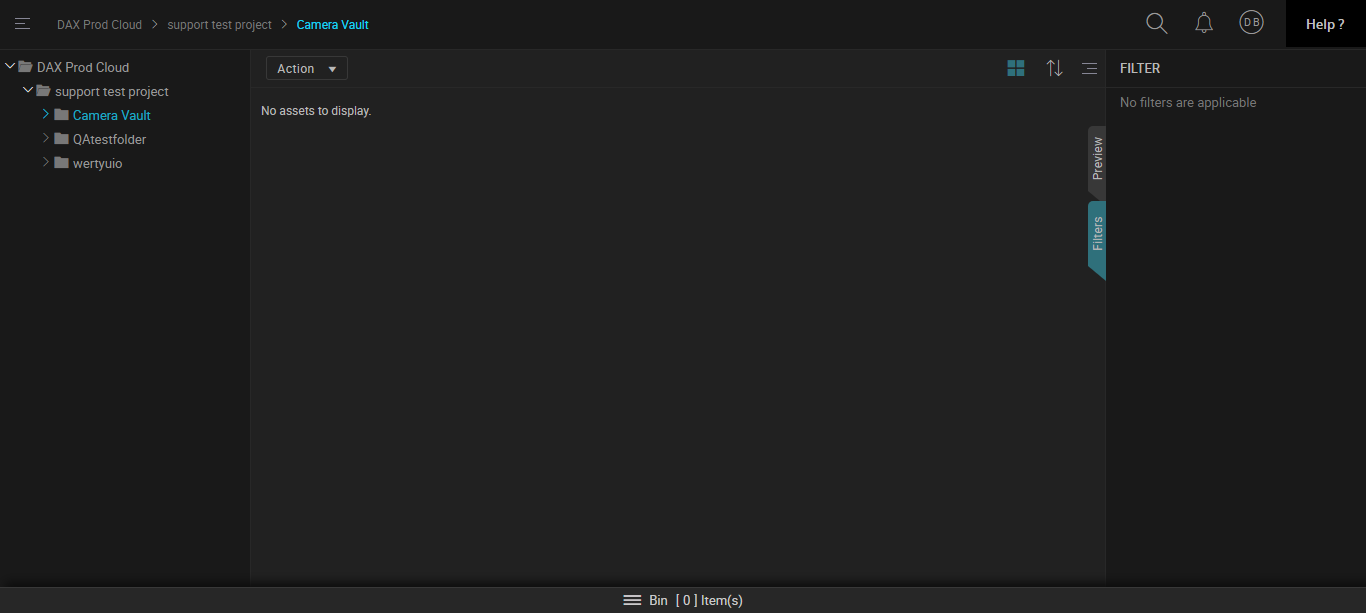 DAX Prod Cloud > support test project > Camera Vault
DB
Help ?
DAX Prod Cloud
support test project
Camera Vault
QAtestfolder
wertyuio
Action
No assets to display.
Preview
Filters
FILTER
No filters are applicable
Bin [ 0 ] Item(s)